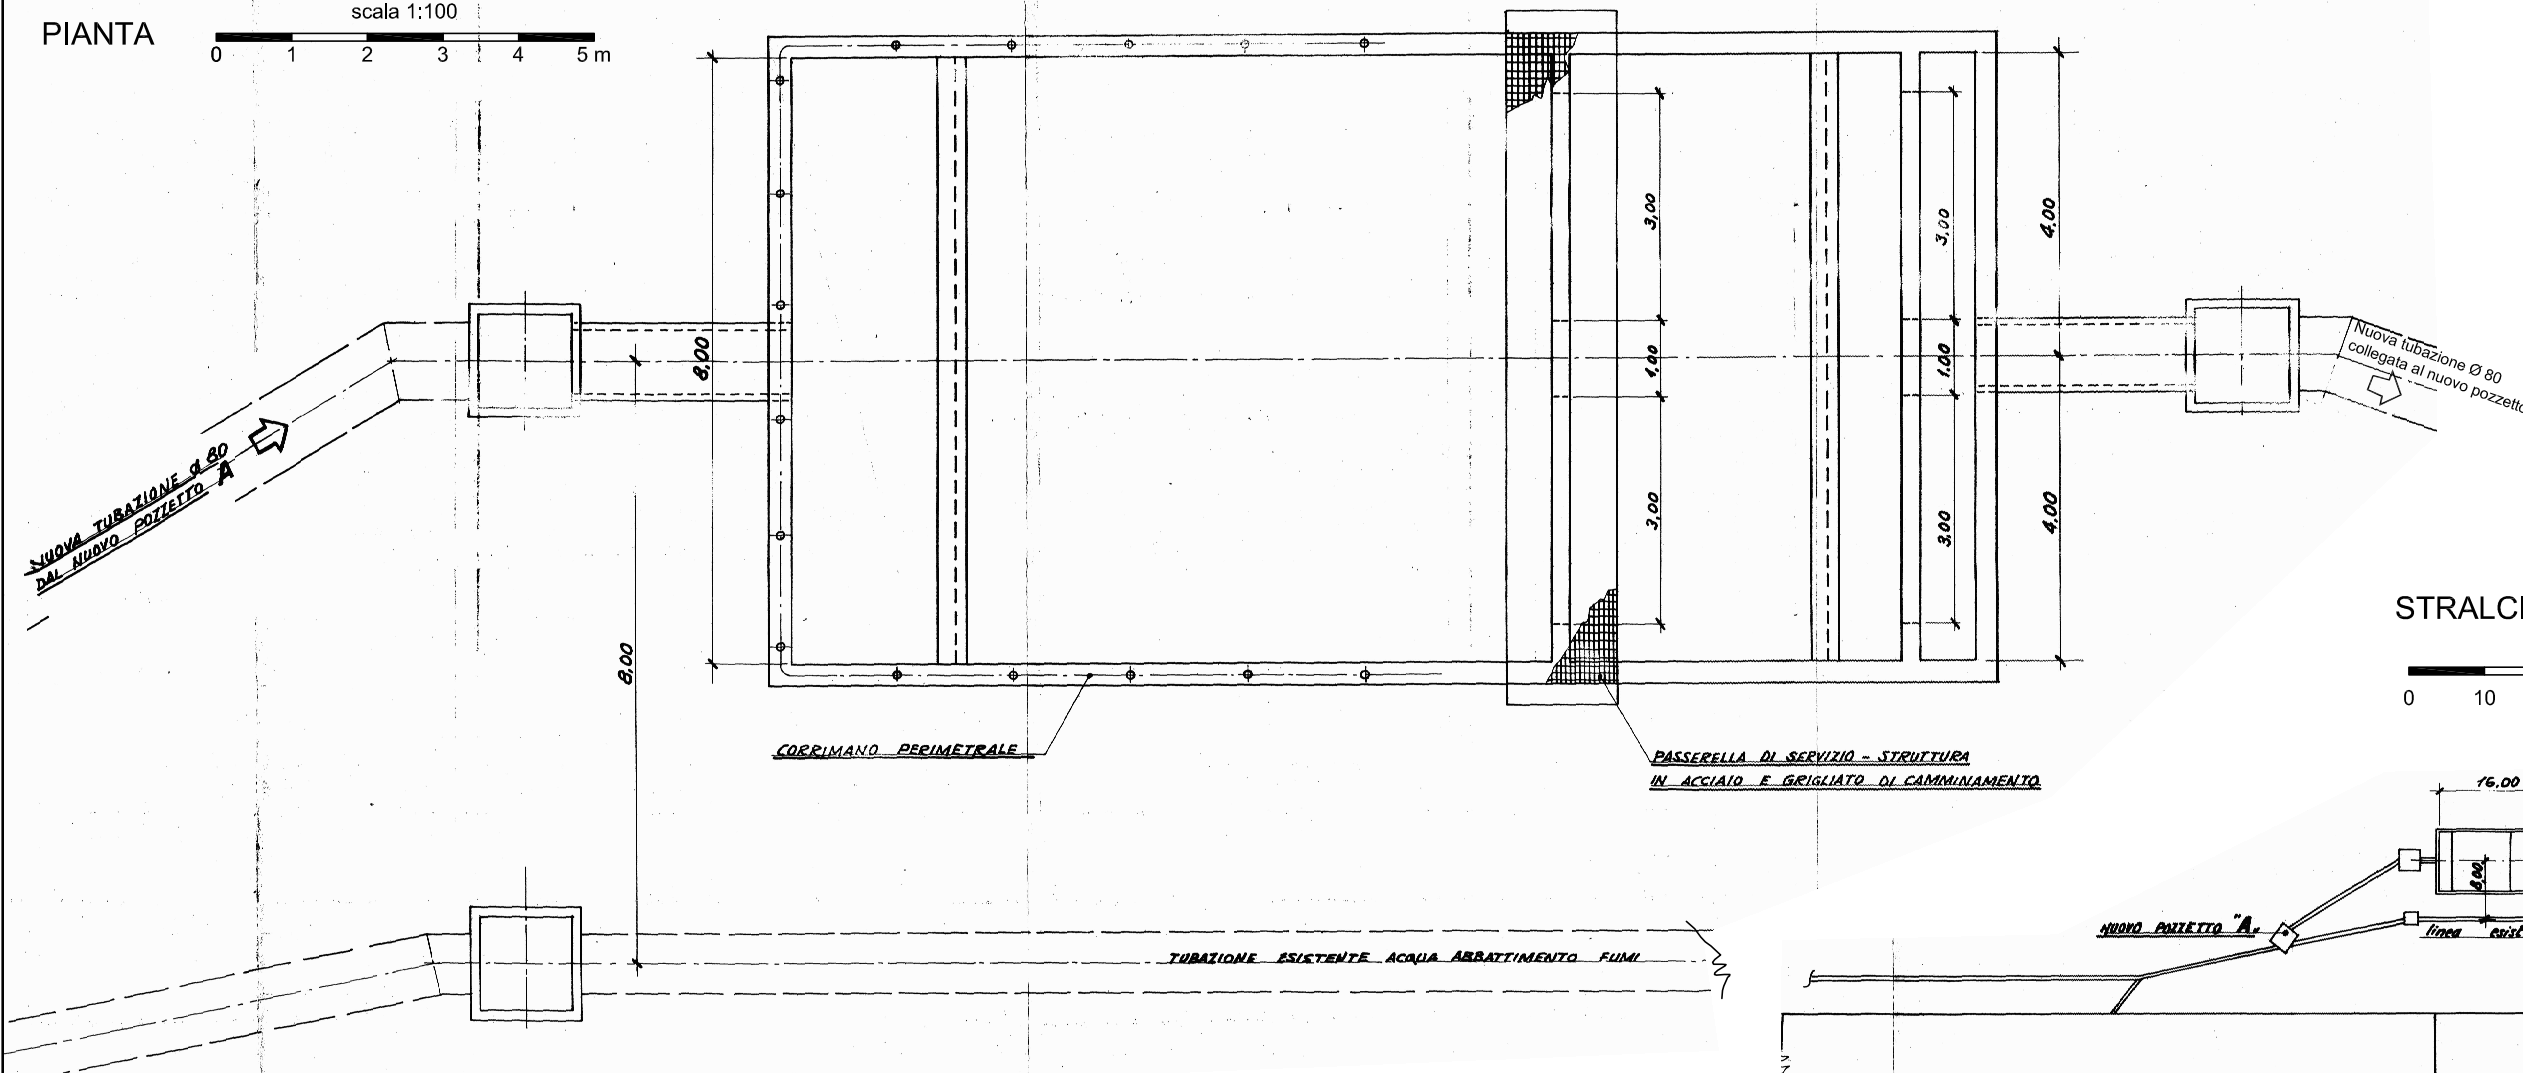 PIANTA
scala 1:100
0 1 2 3 4 5 m
3,00
3,00
4,00
8,00
1,00
1.00
Nuova tubazione Ø 80
collegata al nuovo pozzetto
NUOVA TUBAZIONE Ø 80
DAL NUOVO POZZETTO A
3,00
3,00
4,00
8,00
STRALCI
0 10
CORRIMANO PERIMETRALE
PASSERELLA DI SERVIZIO - STRUTTURA
IN ACCIAIO E GRIGLIATO DI CAMMINAMENTO
16,00
8,00
NUOVO POZZETTO "A"
linea esist
TUBAZIONE ESISTENTE ACQUA ABBATTIMENTO FUMI